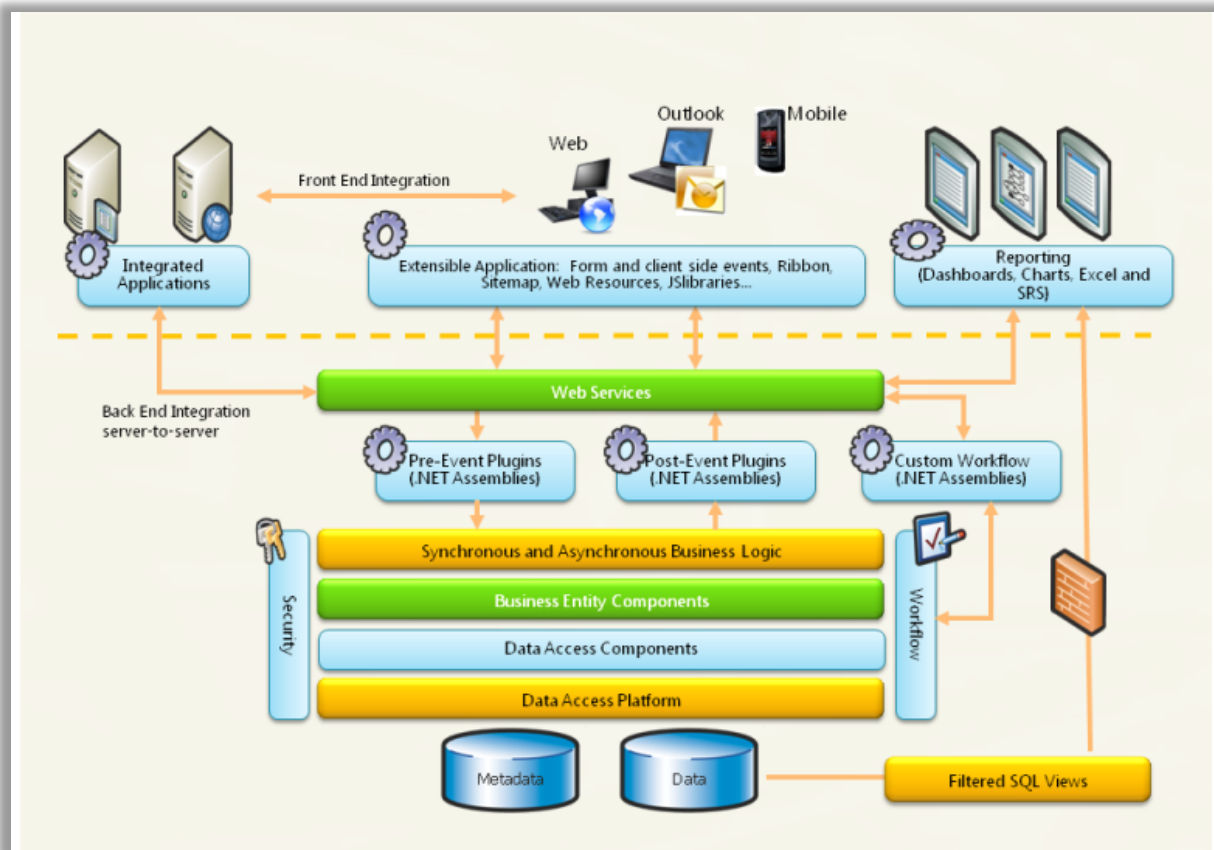 Outlook
Mobile
Web
Front End Integration
Integrated
Applications
Extensible Application:  Form and client side events, Ribbon,
Sitemap, Web Resources, JSlibraries...
Reporting
(Dashboards, Charts, Excel and
SRS)
Web Services
Back End Integration
server-to-server
Pre-Event Plugins
(.NET Assemblies)
Post-Event Plugins
(.NET Assemblies)
Custom Workflow
(.NET Assemblies)
Security
Synchronous and Asynchronous Business Logic
Business Entity Components
Data Access Components
Data Access Platform
Workflow
Metadata
Data
Filtered SQL Views